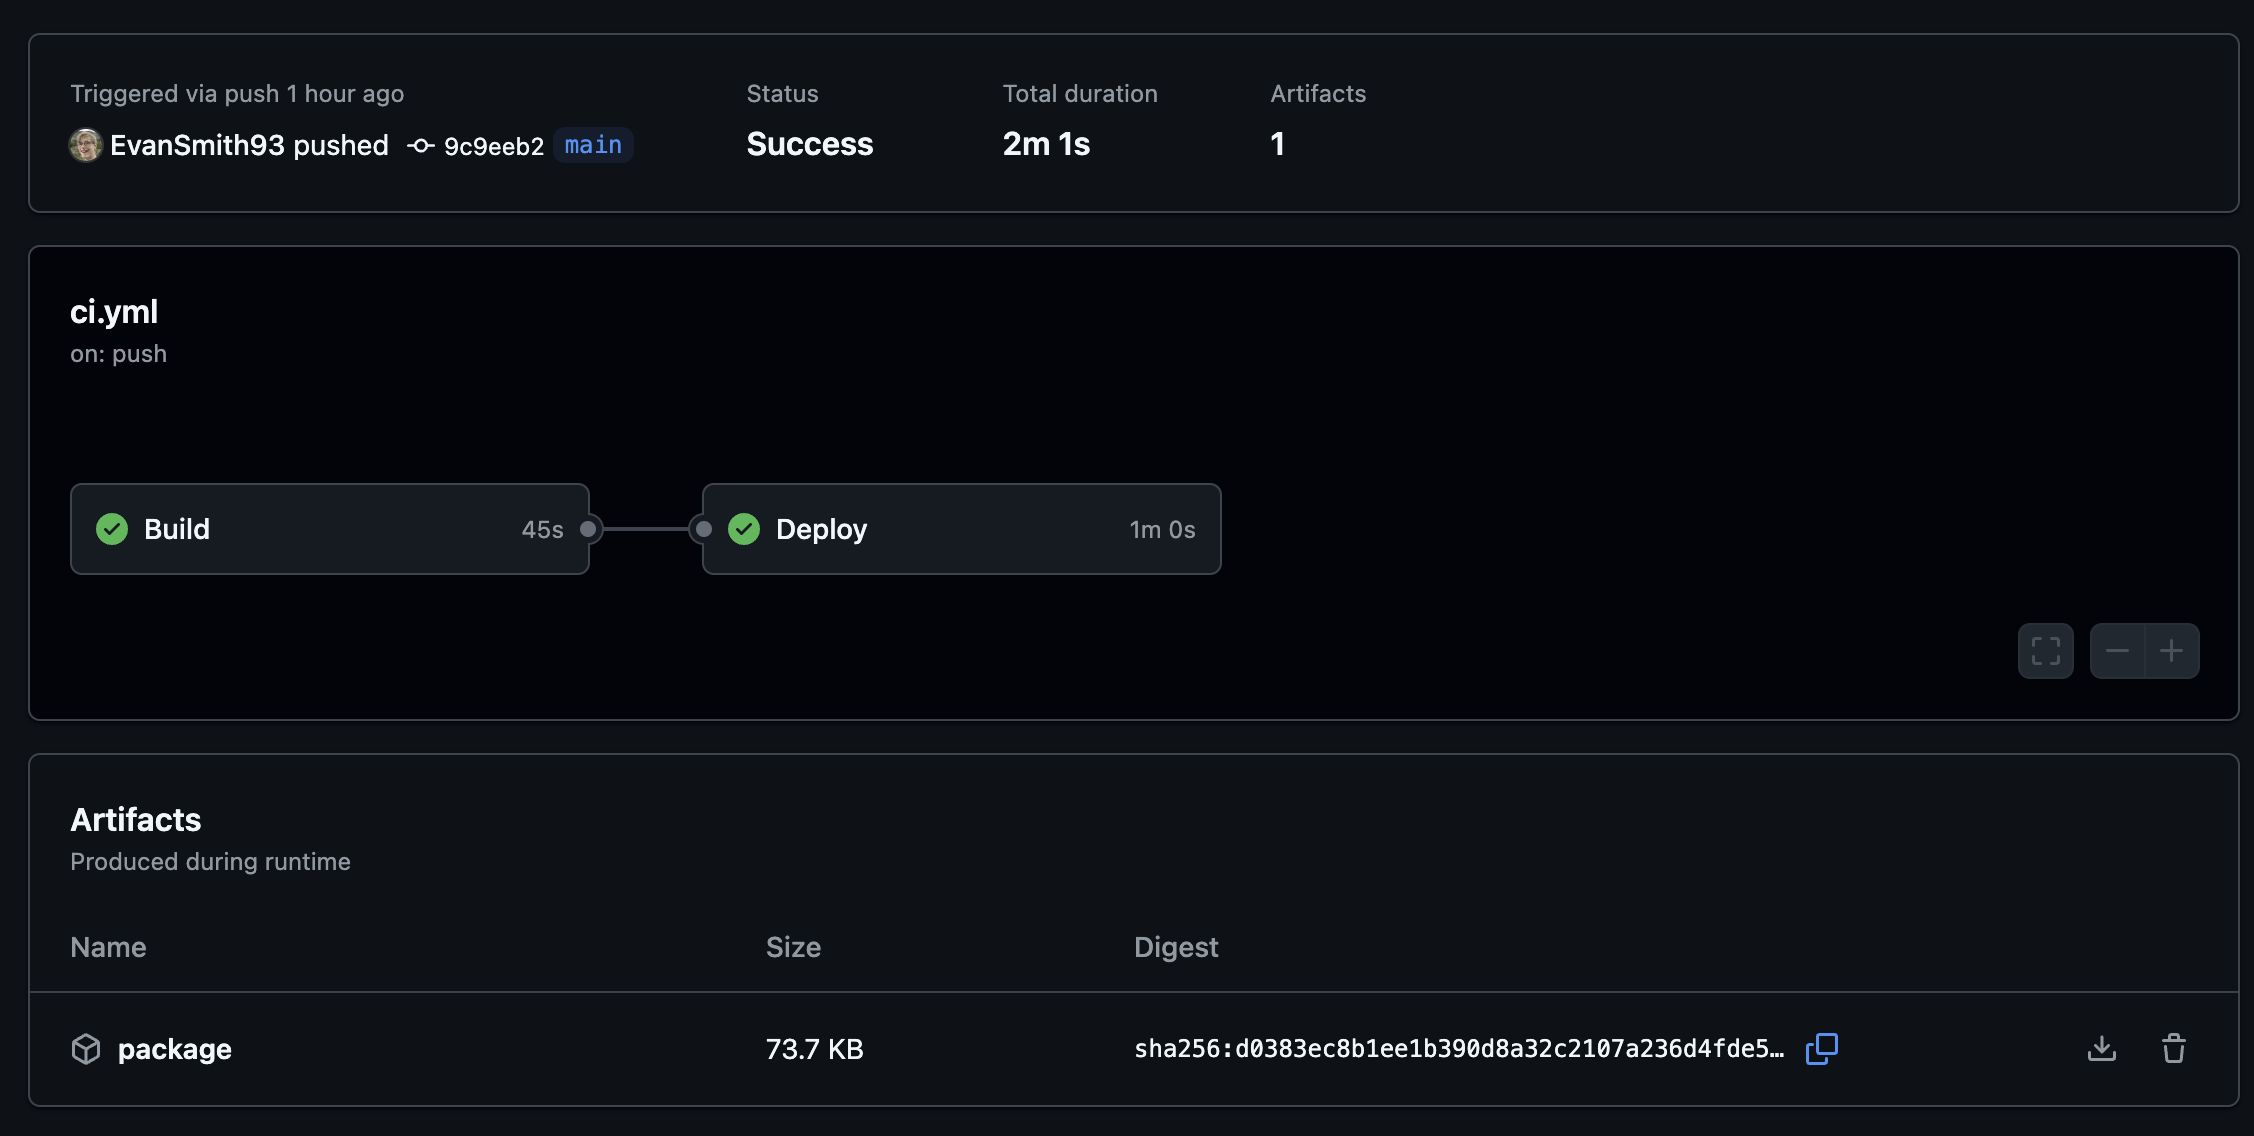 Triggered via push 1 hour ago
EvanSmith93 pushed 9c9eeb2 main
Status
Success
Total duration
2m 1s
Artifacts
1
ci.yml
on: push
Build 45s
Deploy 1m 0s
Artifacts
Produced during runtime
Name Size Digest
package 73.7 KB sha256:d0383ec8b1ee1b390d8a32c2107a236d4fde5…